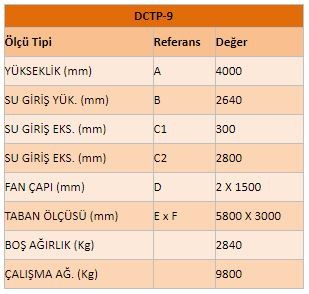 DCTP-9
Ölçü Tipi Referans Değer
YÜKSEKLİK (mm) A 4000
SU GİRİŞ YÜK. (mm) B 2640
SU GİRİŞ EKS. (mm) C1 300
SU GİRİŞ EKS. (mm) C2 2800
FAN ÇAPI (mm) D 2 X 1500
TABAN ÖLÇÜSÜ (mm) E x F 5800 X 3000
BOŞ AĞIRLIK (Kg) 2840
ÇALIŞMA AĞ. (Kg) 9800